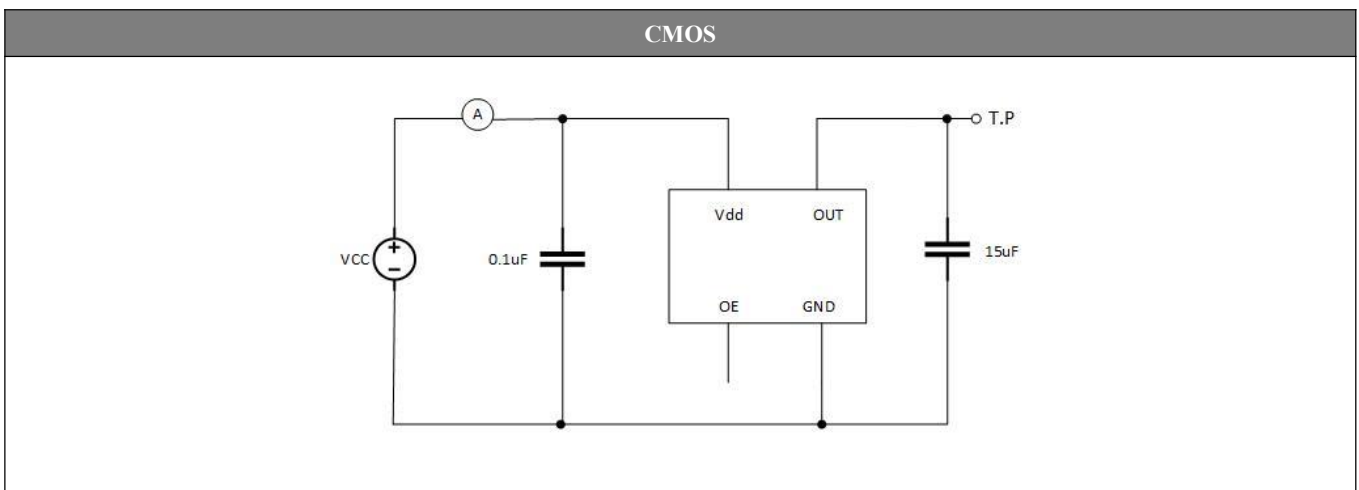 CMOS
A
T.P
Vdd OUT
VCC
+
-
0.1uF
15uF
OE GND